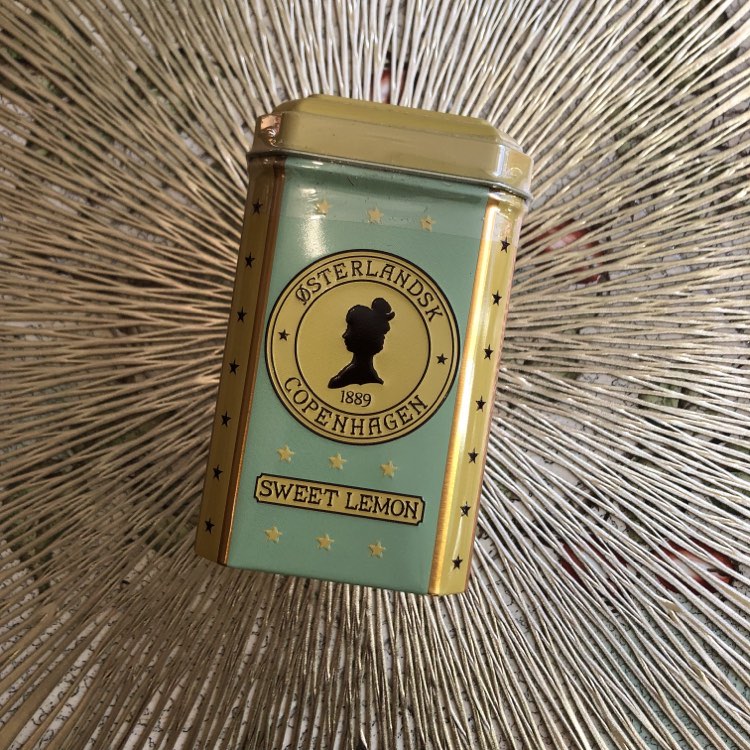 ØSTERLANDSK
1889
COPENHAGEN
SWEET LEMON